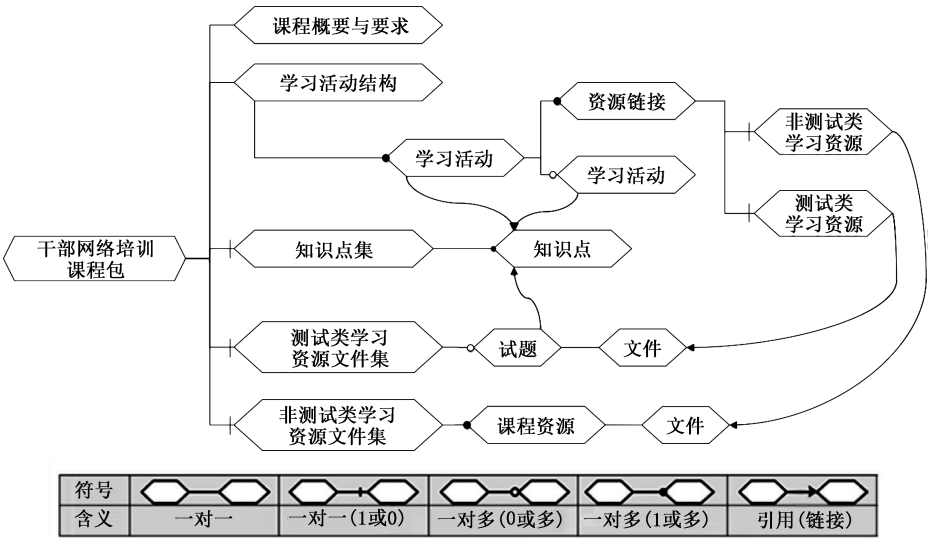 课程概要与要求
学习活动结构
资源链接
非测试类
学习资源
学习活动
学习活动
测试类
学习资源
干部网络培训
课程包
知识点集
知识点
测试类学习
资源文件集
试题
文件
非测试类学习
资源文件集
课程资源
文件
符号
含义
一对一
一对一(1或0)
一对多(0或多)
一对多(1或多)
引用(链接)